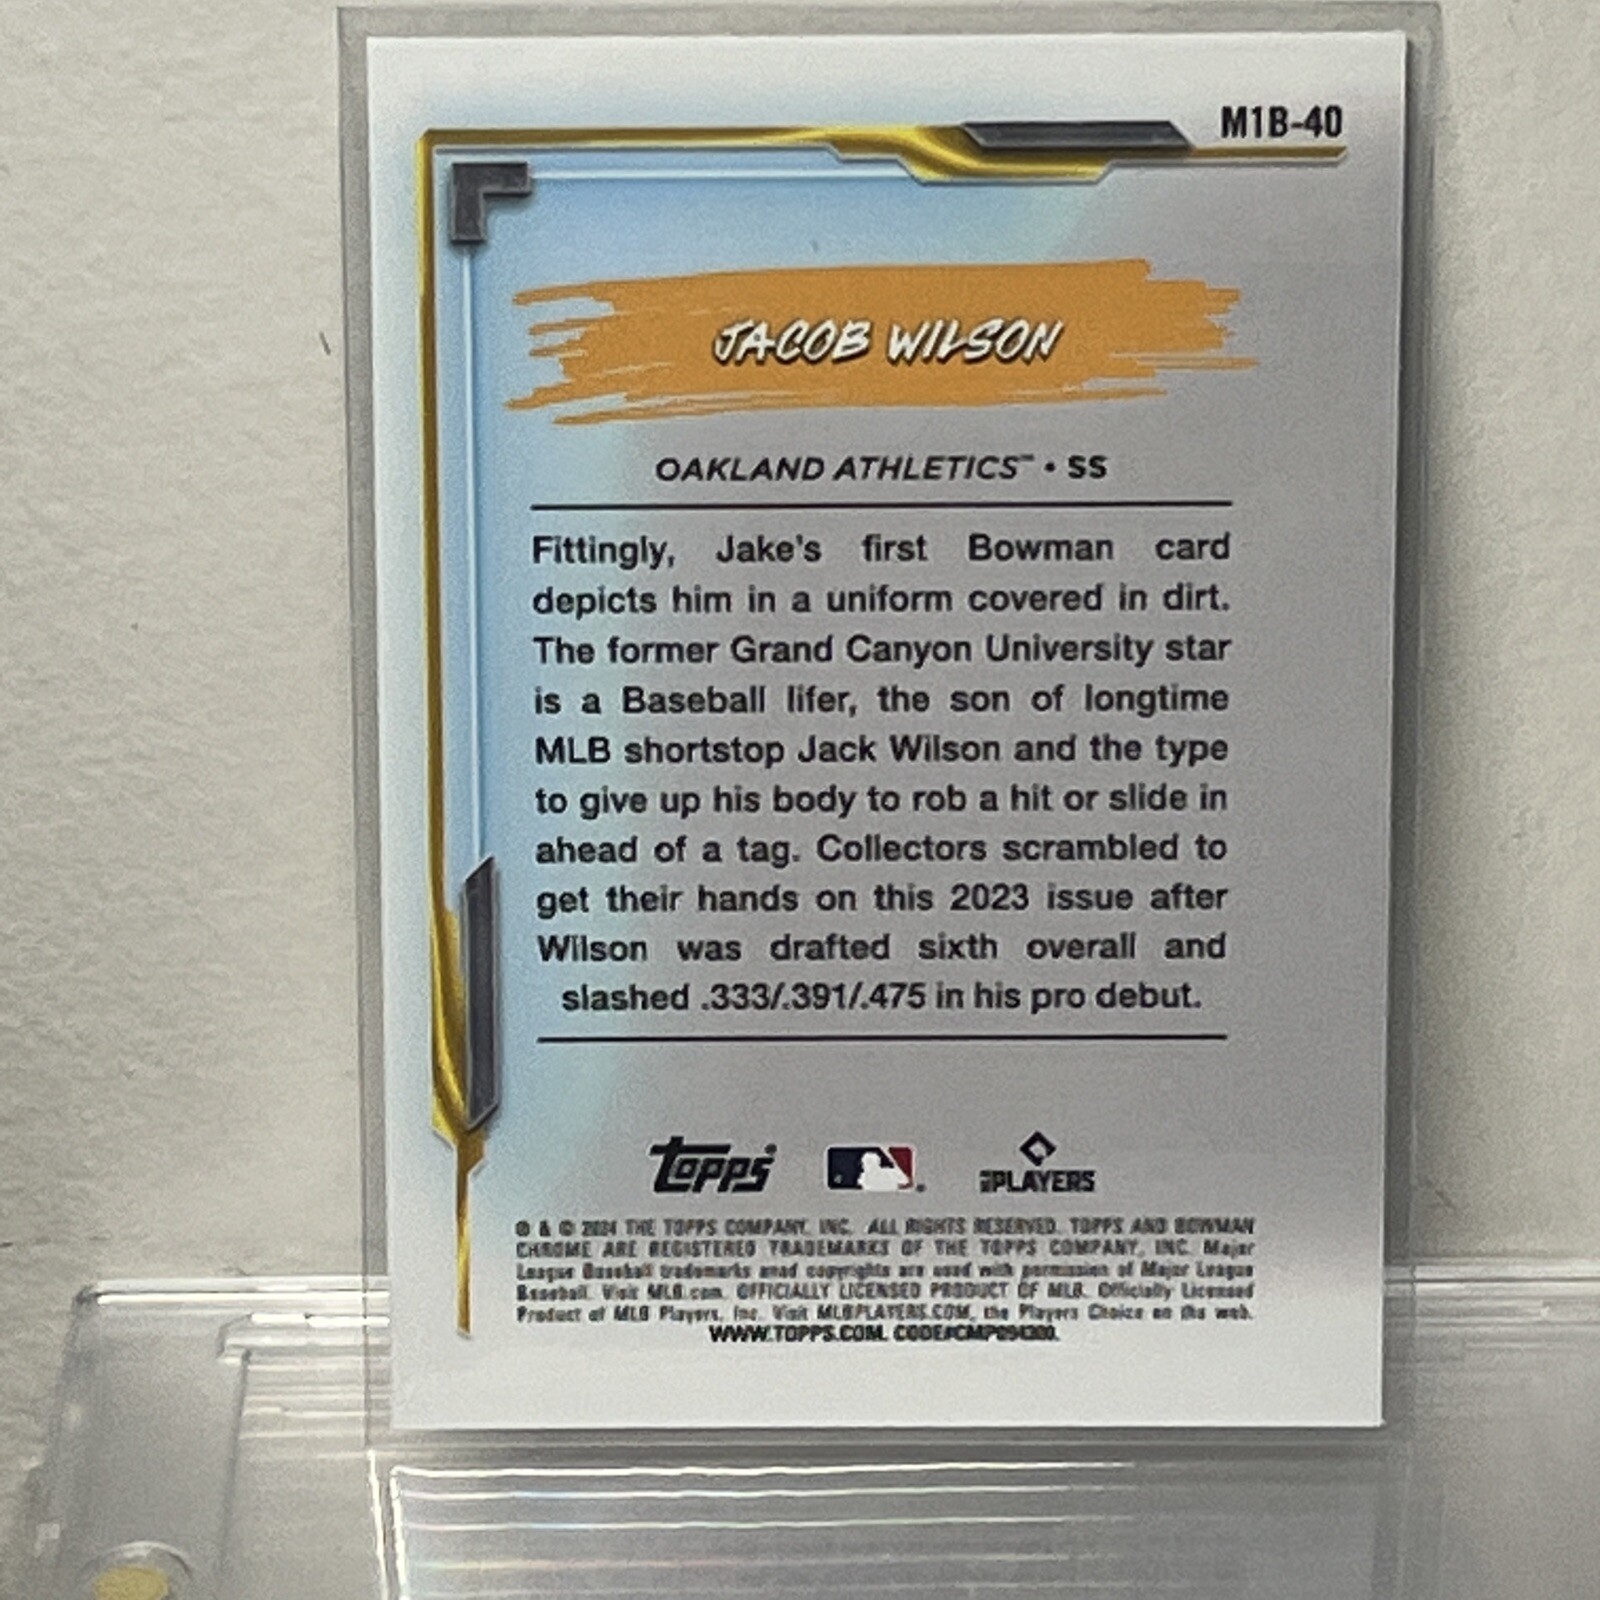 M1B-40
JACOB WILSON
OAKLAND ATHLETICS™ • SS
Fittingly, Jake's first Bowman card
depicts him in a uniform covered in dirt.
The former Grand Canyon University star
is a Baseball lifer, the son of longtime
MLB shortstop Jack Wilson and the type
to give up his body to rob a hit or slide in
ahead of a tag. Collectors scrambled to
get their hands on this 2023 issue after
Wilson was drafted sixth overall and
slashed .333/.391/.475 in his pro debut.
Topps
PLAYERS
® & © 2024 THE TOPPS COMPANY, INC. ALL RIGHTS RESERVED. TOPPS AND BOWMAN
CHROME ARE REGISTERED TRADEMARKS OF THE TOPPS COMPANY, INC. Major
League Baseball trademarks and copyrights are used with permission of Major League
Baseball. Visit MLB.com. OFFICIALLY LICENSED PRODUCT OF MLB. Officially Licensed
Product of MLB Players, Inc. Visit MLBPLAYERS.COM, the Players Choice on the web.
WWW.TOPPS.COM.